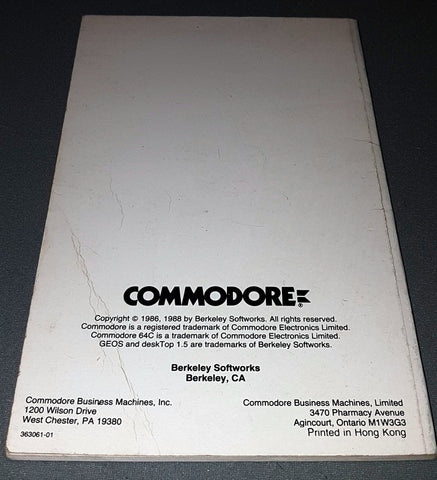 COMMODORE
Copyright © 1986, 1988 by Berkeley Softworks. All rights reserved.
Commodore is a registered trademark of Commodore Electronics Limited.
Commodore 64C is a trademark of Commodore Electronics Limited.
GEOS and deskTop 1.5 are trademarks of Berkeley Softworks.
Berkeley Softworks
Berkeley, CA
Commodore Business Machines, Inc.
1200 Wilson Drive
West Chester, PA 19380
363061-01
Commodore Business Machines, Limited
3470 Pharmacy Avenue
Agincourt, Ontario M1W3G3
Printed in Hong Kong